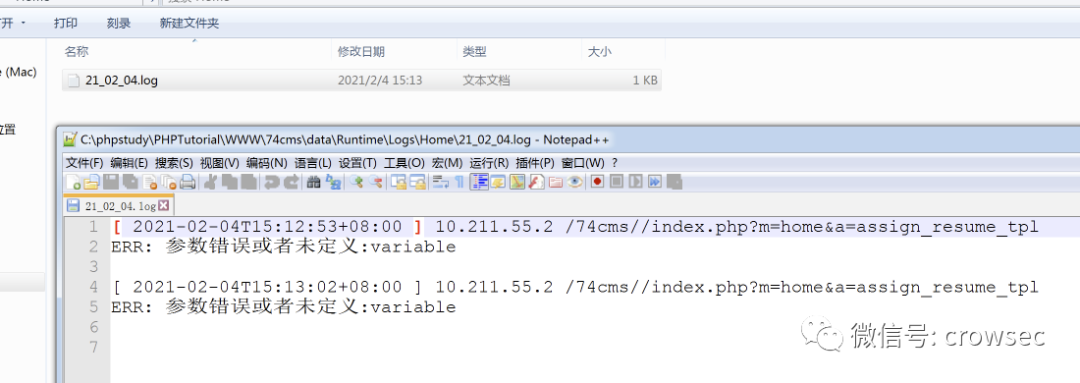 打开
打印
刻录
新建文件夹
名称
修改日期
类型
大小
(Mac)
21_02_04.log
2021/2/4 15:13
文本文档
1 KB
位置
C:\phpstudy\PHPTutorial\WWW\74cms\data\Runtime\Logs\Home\21_02_04.log - Notepad++
文件(F) 编辑(E) 搜索(S) 视图(V) 编码(N) 语言(L) 设置(T) 工具(O) 宏(M) 运行(R) 插件(P) 窗口(W) ?
21_02_04.log
1 [ 2021-02-04T15:12:53+08:00 ] 10.211.55.2 /74cms//index.php?m=home&a=assign_resume_tpl
2 ERR: 参数错误或者未定义:variable
3
4 [ 2021-02-04T15:13:02+08:00 ] 10.211.55.2 /74cms//index.php?m=home&a=assign_resume_tpl
5 ERR: 参数错误或者未定义:variable
6
7
微信号: crowsec